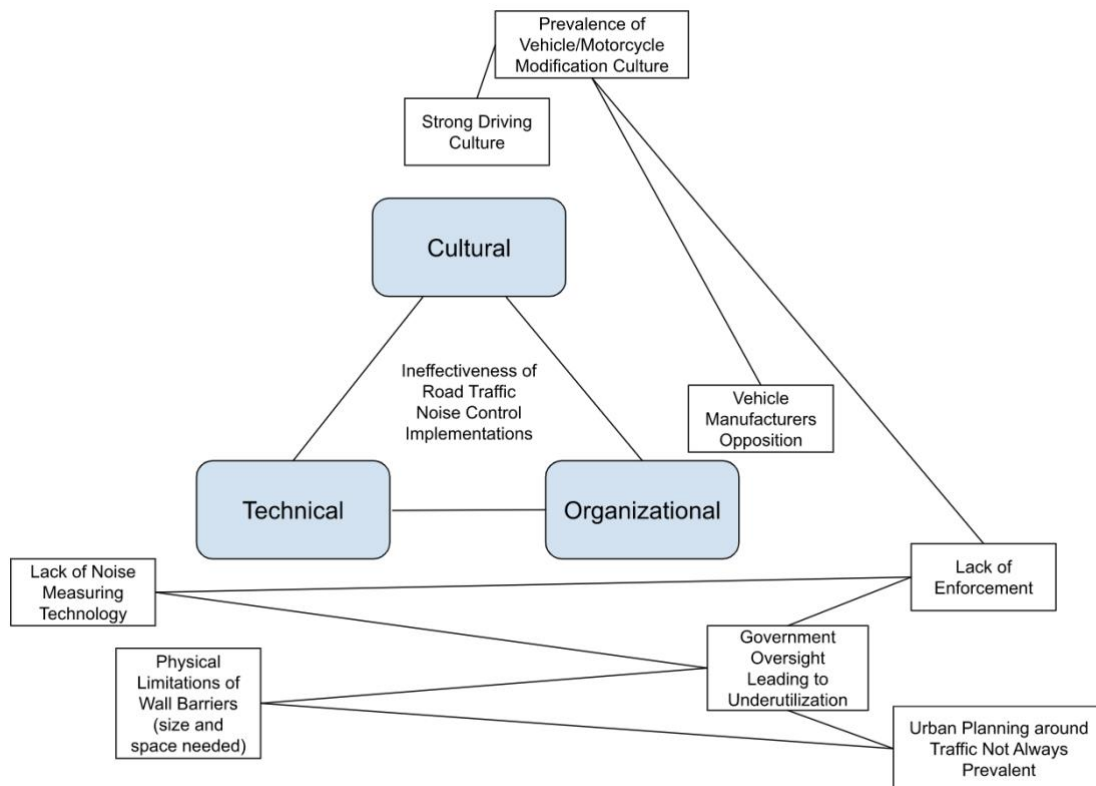 Prevalence of
Vehicle/Motorcycle
Modification Culture
Strong Driving
Culture
Cultural
Ineffectiveness of
Road Traffic
Noise Control
Implementations
Vehicle
Manufacturers
Opposition
Technical
Organizational
Lack of Noise
Measuring
Technology
Lack of
Enforcement
Government
Oversight
Leading to
Underutilization
Physical
Limitations of
Wall Barriers
(size and
space needed)
Urban Planning around
Traffic Not Always
Prevalent